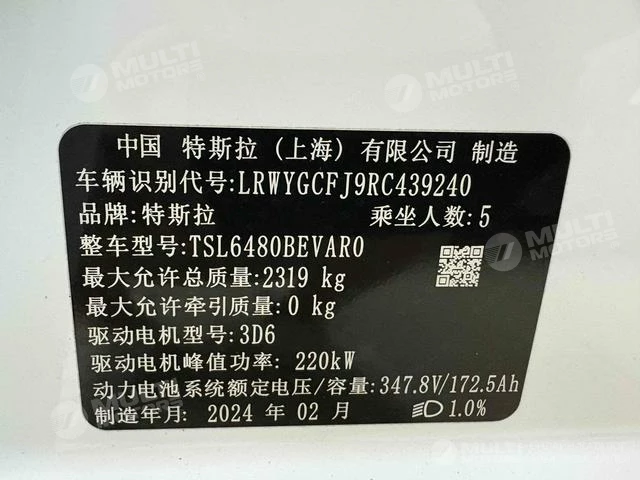 MULTI
MOTORS
MULTI
MOTORS
中国 特斯拉 (上海) 有限公司 制造
车辆识别代号:LRWYGCFJ9RC439240
品牌:特斯拉 乘坐人数:5
整车型号:TSL6480BEVAR0
最大允许总质量:2319 kg
最大允许牵引质量:0 kg
驱动电机型号:3D6
驱动电机峰值功率: 220kW
动力电池系统额定电压/容量:347.8V/172.5Ah
制造年月: 2024 年 02 月 1.0%
MULTI
MOTORS
MULTI
MOTORS